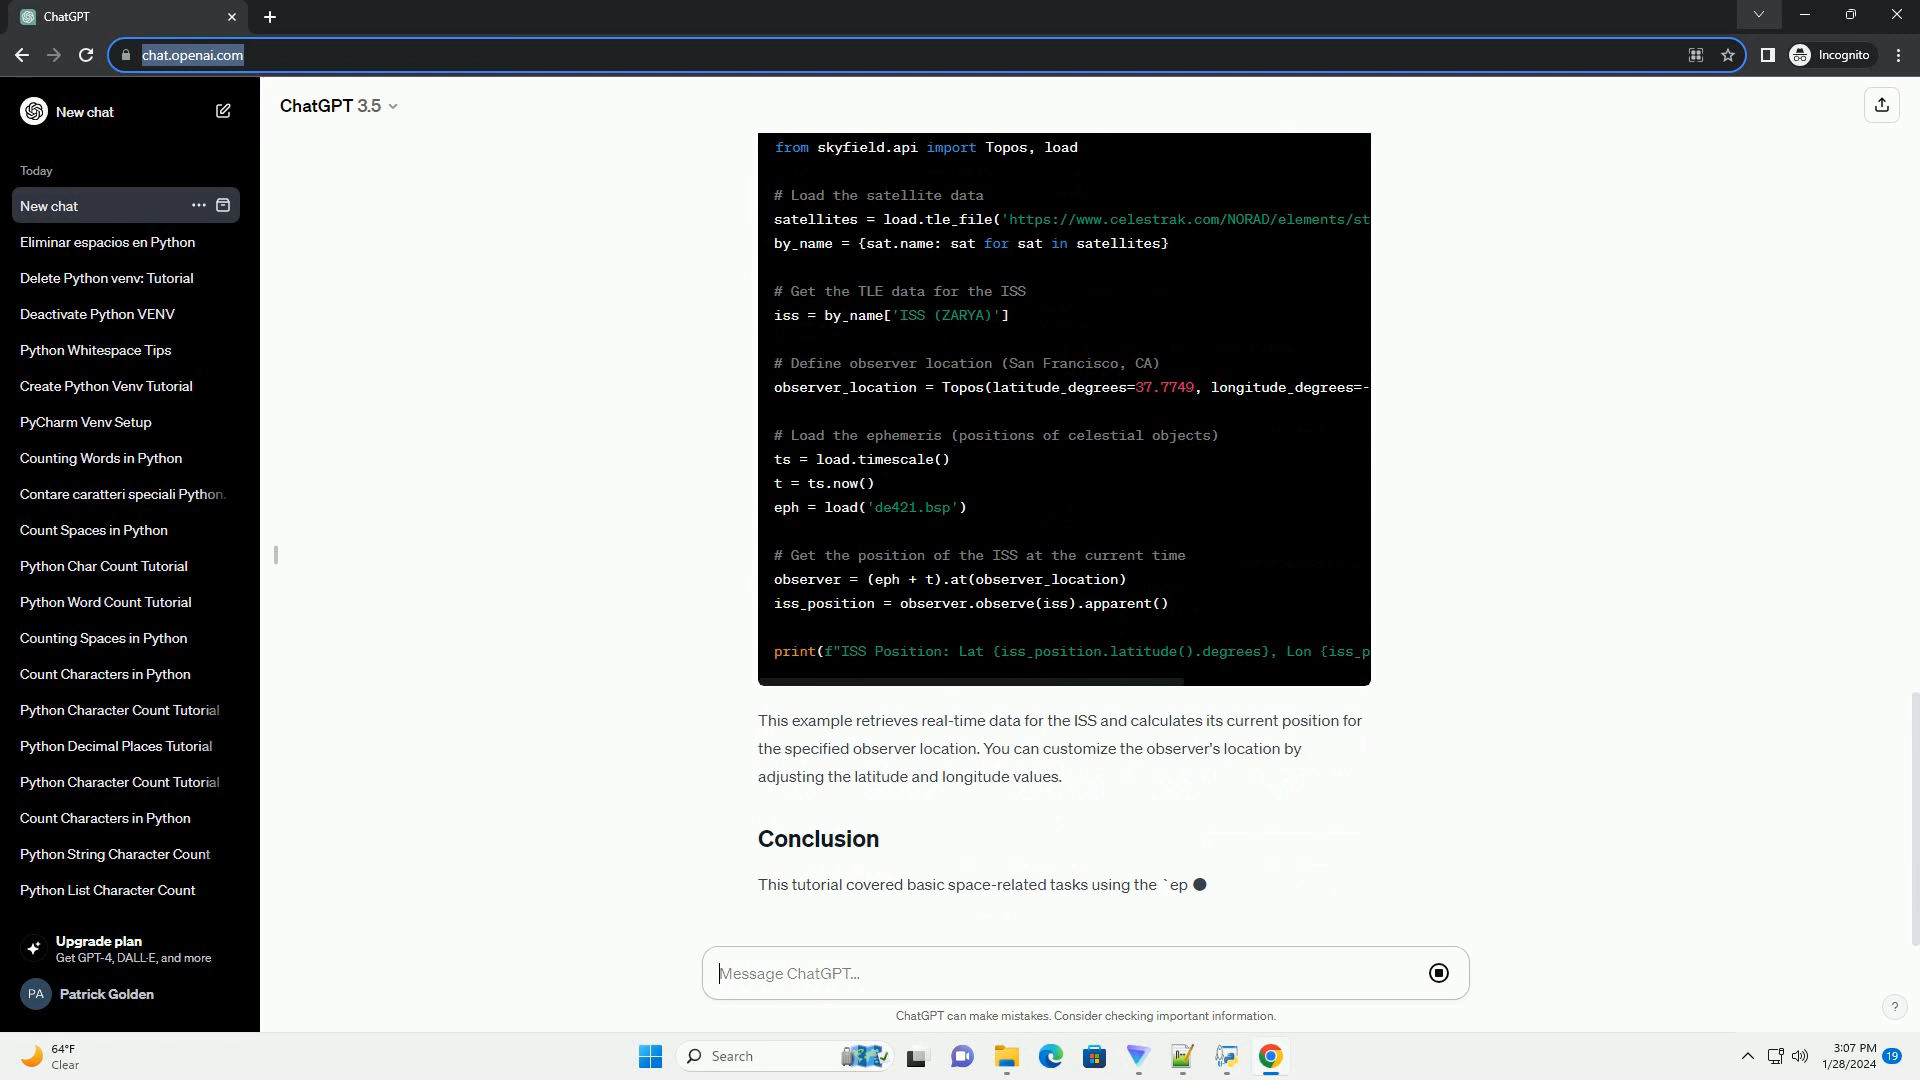 ChatGPT
chat.openai.com
Incognito
New chat
Today
New chat
Eliminar espacios en Python
Delete Python venv: Tutorial
Deactivate Python VENV
Python Whitespace Tips
Create Python Venv Tutorial
PyCharm Venv Setup
Counting Words in Python
Contare caratteri speciali Python.
Count Spaces in Python
Python Char Count Tutorial
Python Word Count Tutorial
Counting Spaces in Python
Count Characters in Python
Python Character Count Tutorial
Python Decimal Places Tutorial
Python Character Count Tutorial
Count Characters in Python
Python String Character Count
Python List Character Count
Upgrade plan
Get GPT-4, DALL·E, and more
PA Patrick Golden
ChatGPT 3.5
from skyfield.api import Topos, load
# Load the satellite data
satellites = load.tle_file('https://www.celestrak.com/NORAD/elements/st
by_name = {sat.name: sat for sat in satellites}
# Get the TLE data for the ISS
iss = by_name['ISS (ZARYA)']
# Define observer location (San Francisco, CA)
observer_location = Topos(latitude_degrees=37.7749, longitude_degrees=-
# Load the ephemeris (positions of celestial objects)
ts = load.timescale()
t = ts.now()
eph = load('de421.bsp')
# Get the position of the ISS at the current time
observer = (eph + t).at(observer_location)
iss_position = observer.observe(iss).apparent()
print(f"ISS Position: Lat {iss_position.latitude().degrees}, Lon {iss_p
This example retrieves real-time data for the ISS and calculates its current position for
the specified observer location. You can customize the observer's location by
adjusting the latitude and longitude values.
Conclusion
This tutorial covered basic space-related tasks using the `ep
Message ChatGPT...
ChatGPT can make mistakes. Consider checking important information.
?
64°F
Clear
Search
3:07 PM
1/28/2024
19